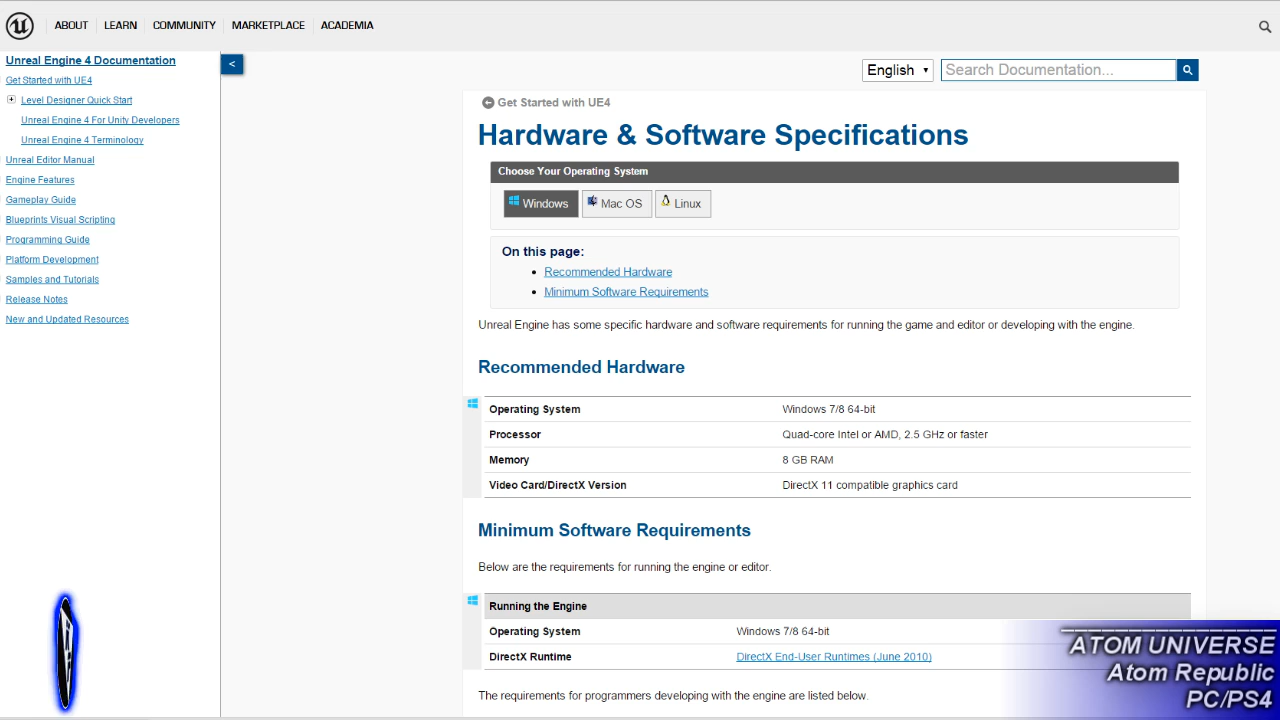 ABOUT LEARN COMMUNITY MARKETPLACE ACADEMIA
Unreal Engine 4 Documentation
Get Started with UE4
Level Designer Quick Start
Unreal Engine 4 For Unity Developers
Unreal Engine 4 Terminology
Unreal Editor Manual
Engine Features
Gameplay Guide
Blueprints Visual Scripting
Programming Guide
Platform Development
Samples and Tutorials
Release Notes
New and Updated Resources
<
English Search Documentation...
Get Started with UE4
Hardware & Software Specifications
Choose Your Operating System
Windows Mac OS Linux
On this page:
Recommended Hardware
Minimum Software Requirements
Unreal Engine has some specific hardware and software requirements for running the game and editor or developing with the engine.
Recommended Hardware
Operating System Windows 7/8 64-bit
Processor Quad-core Intel or AMD, 2.5 GHz or faster
Memory 8 GB RAM
Video Card/DirectX Version DirectX 11 compatible graphics card
Minimum Software Requirements
Below are the requirements for running the engine or editor.
Running the Engine
Operating System Windows 7/8 64-bit
DirectX Runtime DirectX End-User Runtimes (June 2010)
The requirements for programmers developing with the engine are listed below.
ATOM UNIVERSE
Atom Republic
PC/PS4